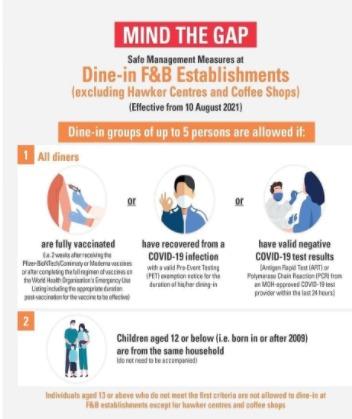 MIND THE GAP
Safe Management Measures at
Dine-in F&B Establishments
(excluding Hawker Centres and Coffee Shops)
(Effective from 10 August 2021)
Dine-in groups of up to 5 persons are allowed if:
1 All diners
or
or
are fully vaccinated
(i.e. 2 weeks after receiving the
Pfizer-BioNTech/Comirnaty or Moderna vaccines
or after completing the full regimen of vaccines on
the World Health Organisation's Emergency Use
Listing including the appropriate duration
post-vaccination for the vaccine to be effective)
have recovered from a
COVID-19 infection
with a valid Pre-Event Testing
(PET) exemption notice for the
duration of his/her dining-in
have valid negative
COVID-19 test results
(Antigen Rapid Test (ART) or
Polymerase Chain Reaction (PCR) from
an MOH-approved COVID-19 test
provider within the last 24 hours)
2
Children aged 12 or below (i.e. born in or after 2009)
are from the same household
(do not need to be accompanied)
Individuals aged 13 or above who do not meet the first criteria are not allowed to dine-in at
F&B establishments except for hawker centres and coffee shops